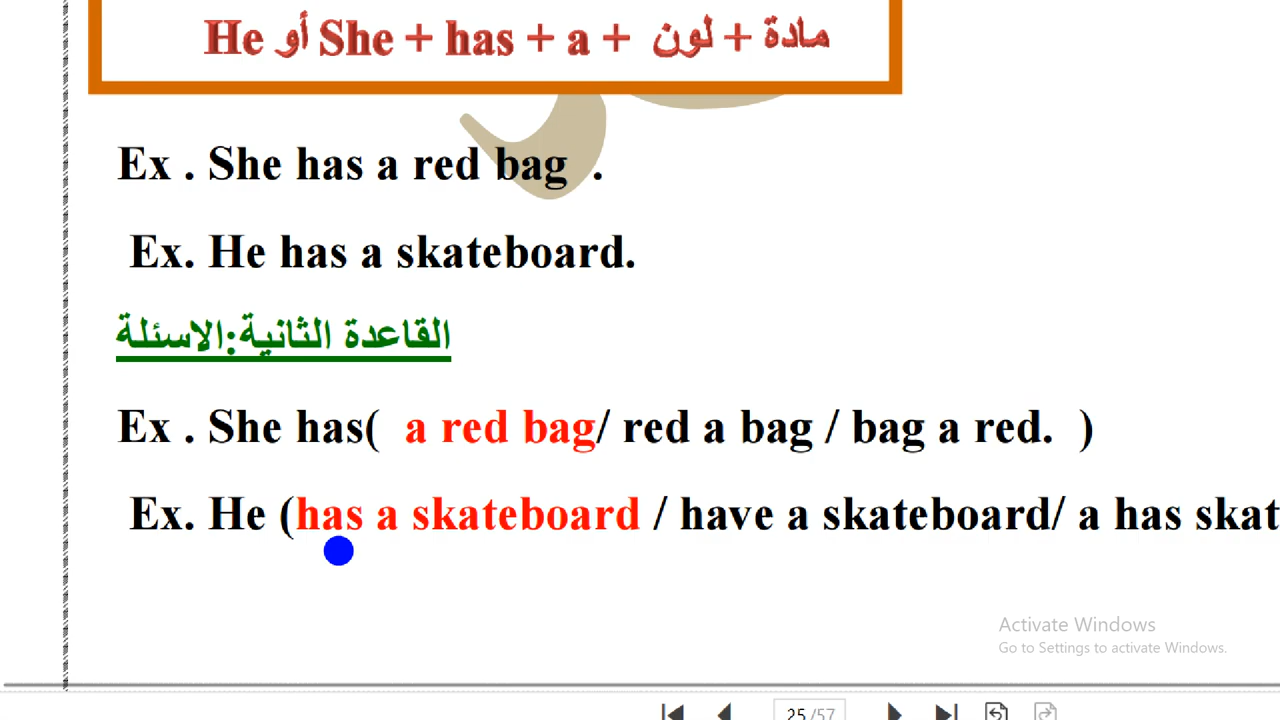 He أو She + has + a + لون + مادة
Ex . She has a red bag .
Ex. He has a skateboard.
القاعدة الثانية:الاسئلة
Ex . She has( a red bag/ red a bag / bag a red. )
Ex. He (has a skateboard / have a skateboard/ a has skat
Activate Windows
Go to Settings to activate Windows.
25 /57